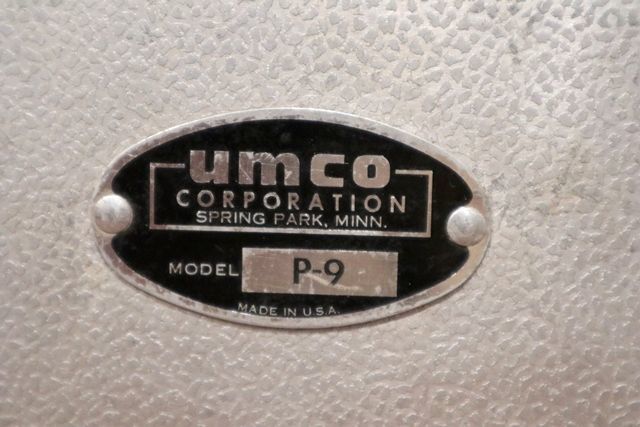 umco
CORPORATION
SPRING PARK, MINN.
MODEL P-9
MADE IN U.S.A.